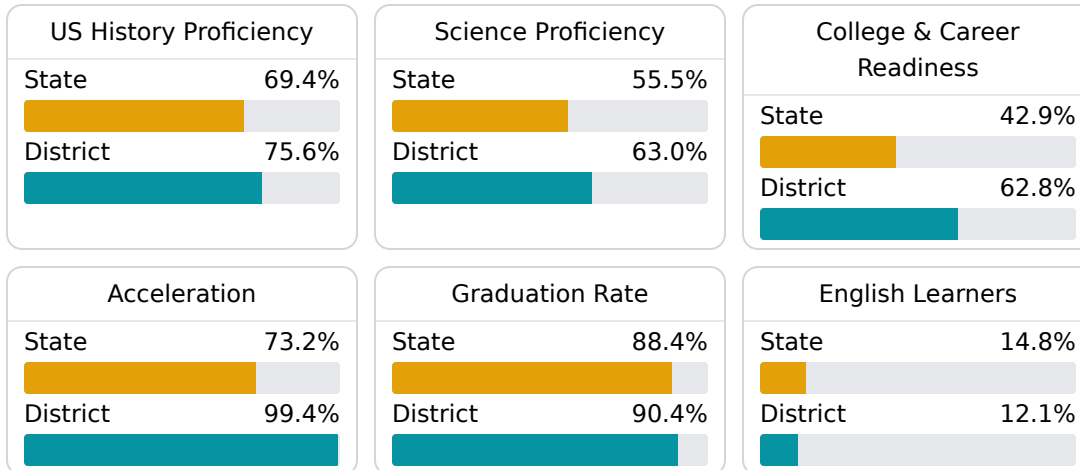 US History Proficiency
State 69.4%
District 75.6%
Science Proficiency
State 55.5%
District 63.0%
College & Career
Readiness
State 42.9%
District 62.8%
Acceleration
State 73.2%
District 99.4%
Graduation Rate
State 88.4%
District 90.4%
English Learners
State 14.8%
District 12.1%